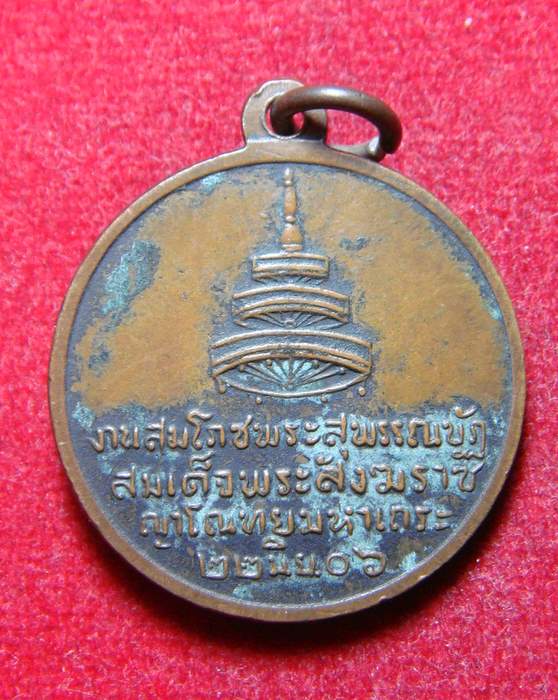 งานสมโภชพระสุพรรณบัฏ
สมเด็จพระสังฆราช
ญาโณทยมหาเถระ
๒๒ มิย. ๐๖